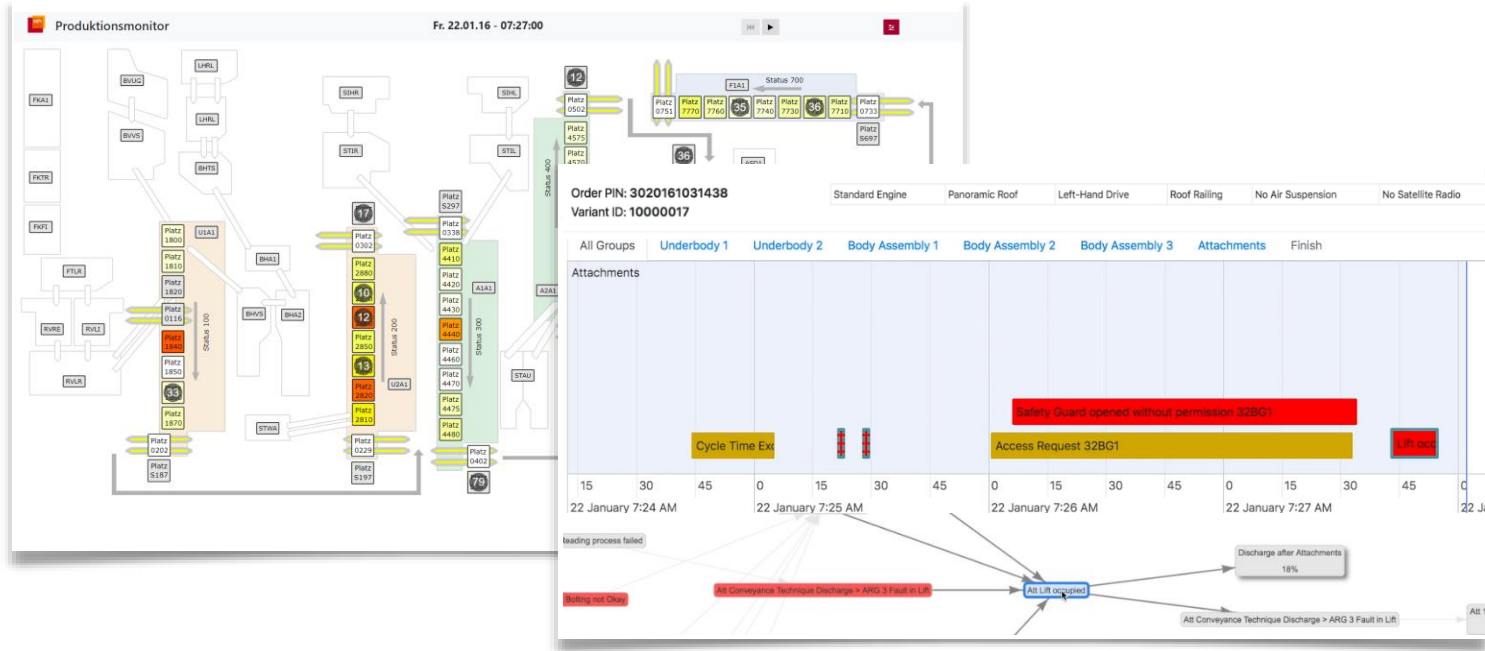 Produktionsmonitor
Fr. 22.01.16 - 07:27:00
FKA1
FKTR
FKFI
BVUG
BVVS
LHRL
LHRL
BHTS
FTLR
RVRE
RVLI
RVLR
Platz
1800
Platz
1810
Platz
1820
Platz
0116
Platz
1840
Platz
1850
33
Platz
1870
Platz
0202
Platz
S187
U1A1
Status 100
BHA1
BHVS
BHA2
STWA
SIHR
STIR
17
Platz
0302
Platz
2880
10
12
Platz
2850
13
Platz
2820
Platz
2810
Platz
0229
Platz
S197
Status 200
U2A1
SIHL
STIL
Platz
S297
Platz
0338
Platz
4410
Platz
4420
Platz
4430
Platz
4440
Platz
4460
Platz
4470
Platz
4475
Platz
4480
Platz
0402
79
A1A1
Status 300
STAU
A2A1
Status 400
12
Platz
0502
Platz
4575
Platz
4570
F1A1
Status 700
Platz
0751
Platz
7770
Platz
7760
35
Platz
7740
Platz
7730
36
Platz
7710
Platz
0733
Platz
S697
36
Order PIN: 3020161031438
Variant ID: 10000017
Standard Engine
Panoramic Roof
Left-Hand Drive
Roof Railing
No Air Suspension
No Satellite Radio
All Groups
Underbody 1
Underbody 2
Body Assembly 1
Body Assembly 2
Body Assembly 3
Attachments
Finish
Attachments
Safety Guard opened without permission 32BG1
Cycle Time Exc
Access Request 32BG1
Lift occ
15 30 45 0 15 30 45 0 15 30 45 0 15 30 45
22 January 7:24 AM
22 January 7:25 AM
22 January 7:26 AM
22 January 7:27 AM
22 J
Reading process failed
Bolting not Okay
Att Conveyance Technique Discharge > ARG 3 Fault in Lift
Att Lift occupied
Discharge after Attachments
18%
Att Conveyance Technique Discharge > ARG 3 Fault in Lift
Att